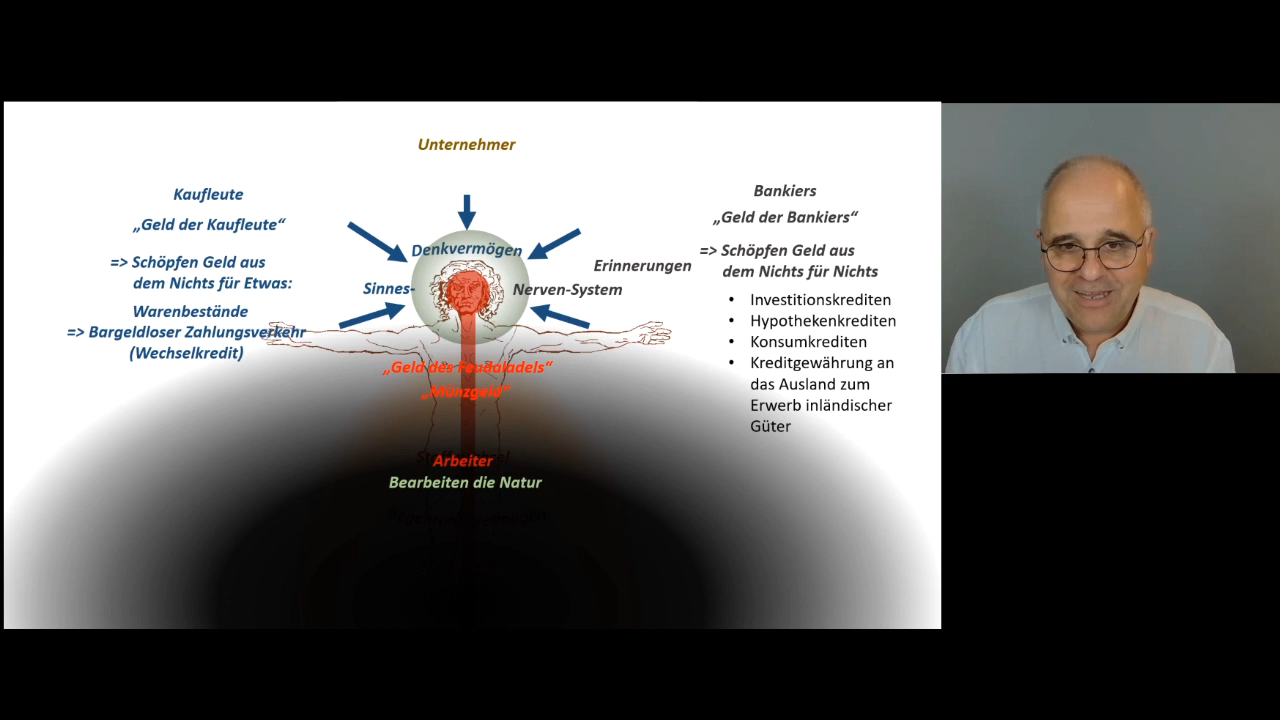 Unternehmer
Kaufleute
„Geld der Kaufleute“
=> Schöpfen Geld aus
dem Nichts für Etwas:
Warenbestände
=> Bargeldloser Zahlungsverkehr
(Wechselkredit)
Denkvermögen
Sinnes-
Nerven-System
Erinnerungen
„Geld des Feudaladels“
„Münzgeld“
Arbeiter
Bearbeiten die Natur
Bankiers
„Geld der Bankiers“
=> Schöpfen Geld aus
dem Nichts für Nichts
• Investitionskrediten
• Hypothekenkrediten
• Konsumkrediten
• Kreditgewährung an
das Ausland zum
Erwerb inländischer
Güter